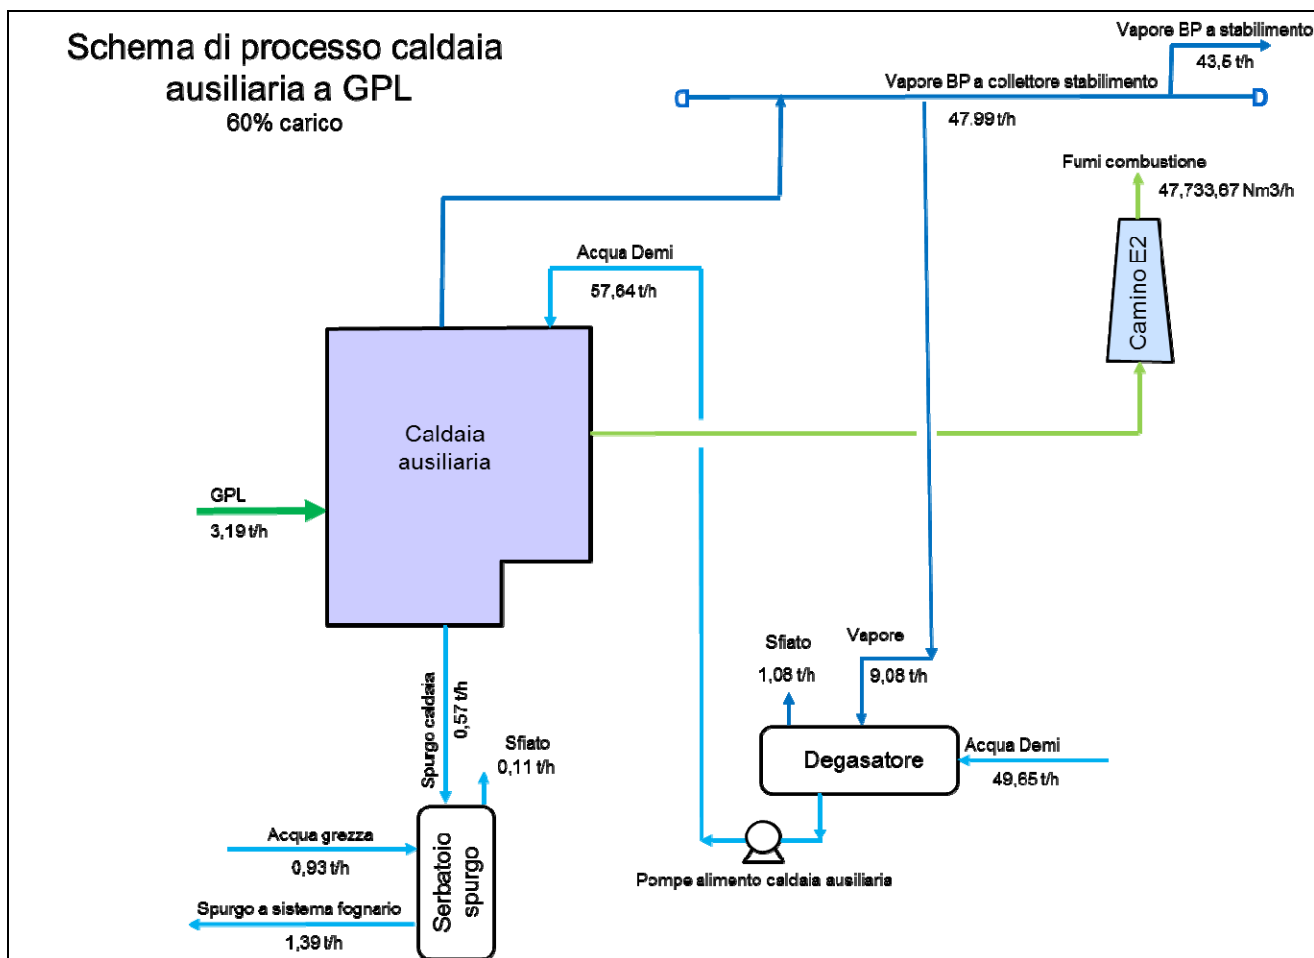 Schema di processo caldaia
ausiliaria a GPL
60% carico
Vapore BP a stabilimento
43,5 t/h
Vapore BP a collettore stabilimento
47.99 t/h
Fumi combustione
47,733,67 Nm3/h
Camino E2
Acqua Demi
57,64 t/h
Caldaia
ausiliaria
GPL
3,19 t/h
Spurgo caldaia
0,57 t/h
Sfiato
0,11 t/h
Sfiato
1,08 t/h
Vapore
9,08 t/h
Degasatore
Acqua Demi
49,65 t/h
Pompe alimento caldaia ausiliaria
Acqua grezza
0,93 t/h
Serbatoio
spurgo
Spurgo a sistema fognario
1,39 t/h